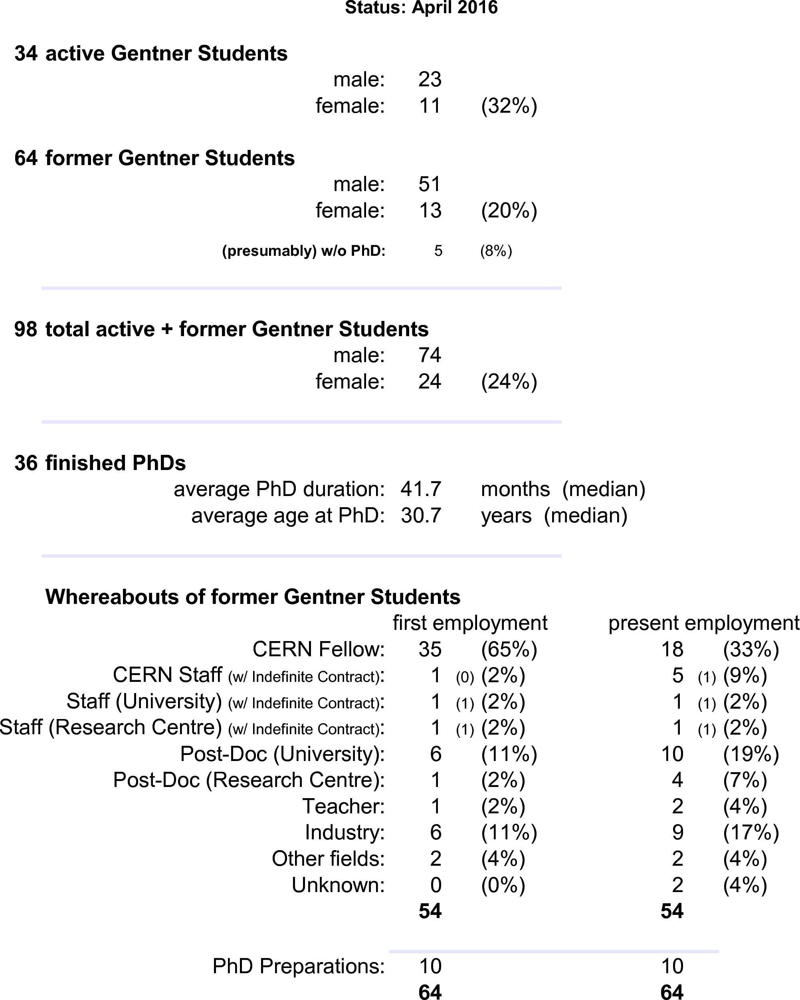 Status: April 2016
34 active Gentner Students
male: 23
female: 11 (32%)
64 former Gentner Students
male: 51
female: 13 (20%)
(presumably) w/o PhD: 5 (8%)
98 total active + former Gentner Students
male: 74
female: 24 (24%)
36 finished PhDs
average PhD duration: 41.7 months (median)
average age at PhD: 30.7 years (median)
Whereabouts of former Gentner Students
first employment present employment
CERN Fellow: 35 (65%) 18 (33%)
CERN Staff (w/ Indefinite Contract): 1 (0) (2%) 5 (1) (9%)
Staff (University) (w/ Indefinite Contract): 1 (1) (2%) 1 (1) (2%)
Staff (Research Centre) (w/ Indefinite Contract): 1 (1) (2%) 1 (1) (2%)
Post-Doc (University): 6 (11%) 10 (19%)
Post-Doc (Research Centre): 1 (2%) 4 (7%)
Teacher: 1 (2%) 2 (4%)
Industry: 6 (11%) 9 (17%)
Other fields: 2 (4%) 2 (4%)
Unknown: 0 (0%) 2 (4%)
54 54
PhD Preparations: 10 10
64 64